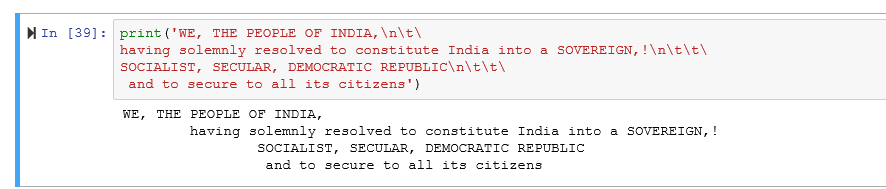 In [39]: print('WE, THE PEOPLE OF INDIA,\n\t\
having solemnly resolved to constitute India into a SOVEREIGN,!\n\t\t\
SOCIALIST, SECULAR, DEMOCRATIC REPUBLIC\n\t\t\
 and to secure to all its citizens')
WE, THE PEOPLE OF INDIA,
        having solemnly resolved to constitute India into a SOVEREIGN,!
                SOCIALIST, SECULAR, DEMOCRATIC REPUBLIC
                 and to secure to all its citizens